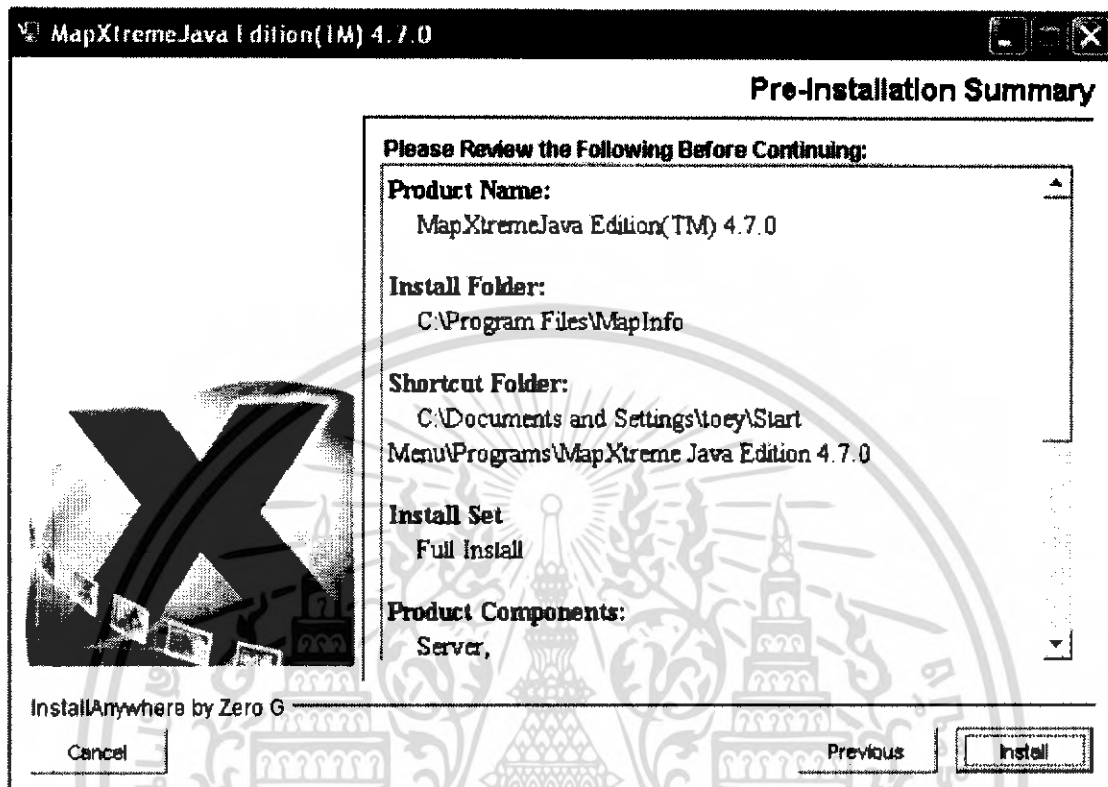 MapXtremeJava Edition(TM) 4.7.0
Pre-Installation Summary
Please Review the Following Before Continuing:
Product Name:
MapXtremeJava Edition(TM) 4.7.0
Install Folder:
C:\Program Files\MapInfo
Shortcut Folder:
C:\Documents and Settings\toey\Start
Menu\Programs\MapXtreme Java Edition 4.7.0
Install Set
Full Install
Product Components:
Server,
InstallAnywhere by Zero G
Cancel
Previous
Install